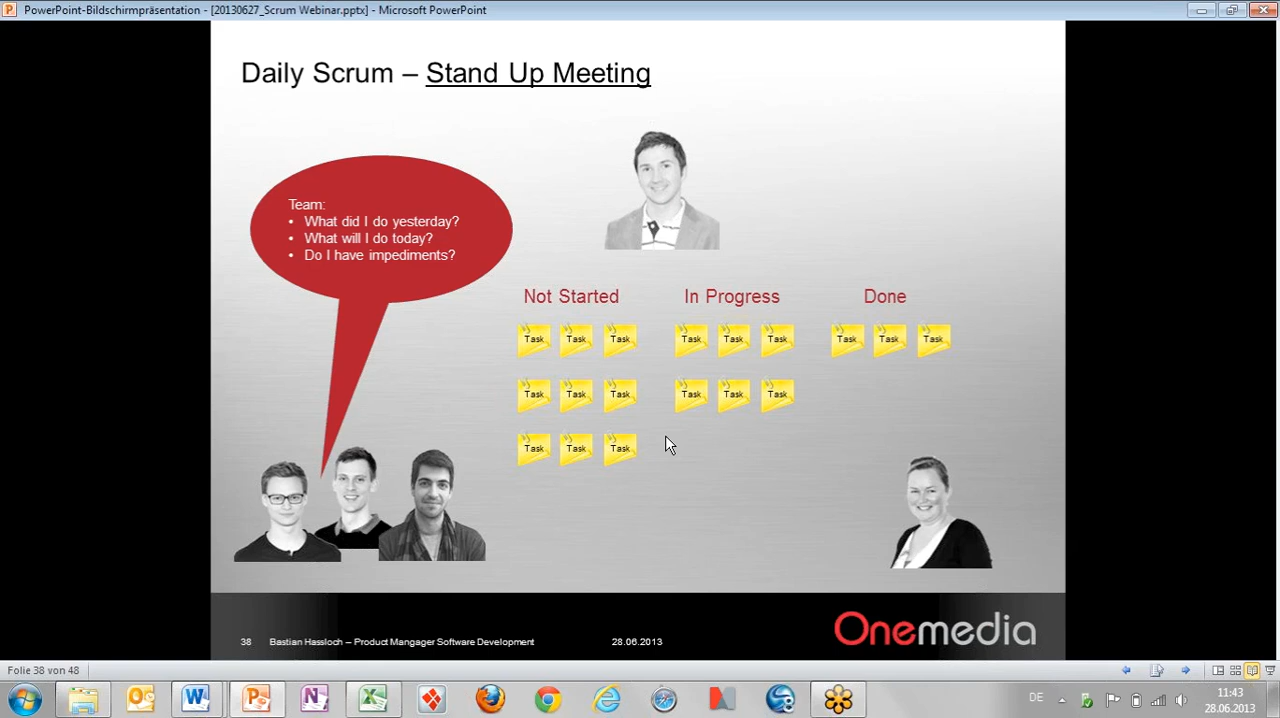 PowerPoint-Bildschirmpräsentation - [20130627_Scrum Webinar.pptx] - Microsoft PowerPoint
Daily Scrum – Stand Up Meeting
Team:
• What did I do yesterday?
• What will I do today?
• Do I have impediments?
Not Started In Progress Done
Task Task Task Task Task Task Task Task Task
Task Task Task Task Task Task
Task Task Task
38 Bastian Hassloch – Product Mangager Software Development 28.06.2013
Onemedia
Folie 38 von 48
DE
11:43
28.06.2013